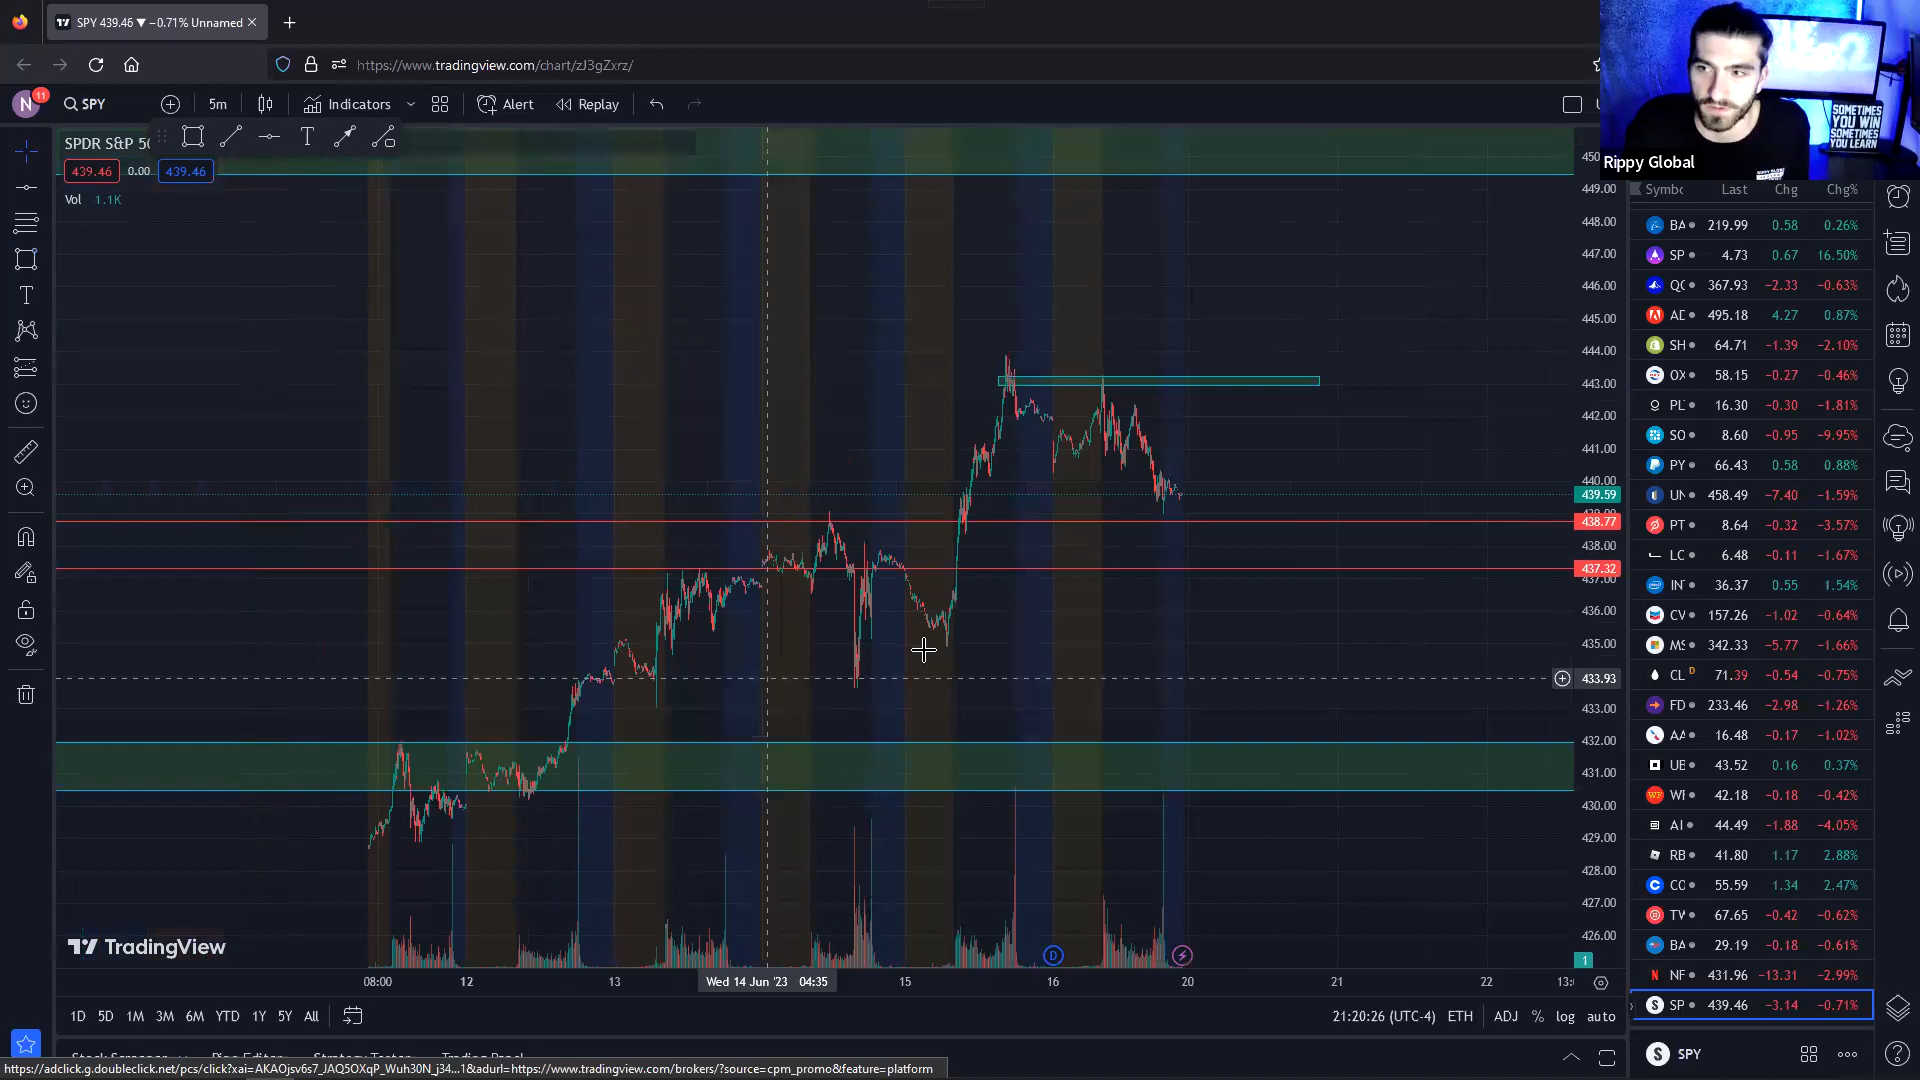 SPY 439.46 ▼ −0.71% Unnamed
https://www.tradingview.com/chart/zJ3gZxrz/
N 11 SPY 5m Indicators Alert Replay
SPDR S&P 50
439.46 0.00 439.46
Vol 1.1K
Rippy Global
SOMETIMES
YOU WIN
SOMETIMES
YOU LEARN
449.00
448.00
447.00
446.00
445.00
444.00
443.00
442.00
441.00
440.00
439.59
438.77
438.00
437.32
437.00
436.00
435.00
433.93
433.00
432.00
431.00
430.00
429.00
428.00
427.00
426.00
1
Last Chg Chg%
BA 219.99 0.58 0.26%
SP 4.73 0.67 16.50%
367.93 −2.33 −0.63%
495.18 4.27 0.87%
SH 64.71 −1.39 −2.10%
OX 58.15 −0.27 −0.46%
16.30 −0.30 −1.81%
SO 8.60 −0.95 −9.95%
PY 66.43 0.58 0.88%
458.49 −7.40 −1.59%
PT 8.64 −0.32 −3.57%
LC 6.48 −0.11 −1.67%
36.37 0.55 1.54%
CV 157.26 −1.02 −0.64%
342.33 −5.77 −1.66%
CL D 71.39 −0.54 −0.75%
FD 233.46 −2.98 −1.26%
16.48 −0.17 −1.02%
UB 43.52 0.16 0.37%
42.18 −0.18 −0.42%
AI 44.49 −1.88 −4.05%
RB 41.80 1.17 2.88%
CO 55.59 1.34 2.47%
67.65 −0.42 −0.62%
BA 29.19 −0.18 −0.61%
NF 431.96 −13.31 −2.99%
SP 439.46 −3.14 −0.71%
TradingView
D
08:00 12 13 Wed 14 Jun '23 04:35 15 16 20 21 22
1D 5D 1M 3M 6M YTD 1Y 5Y All
21:20:26 (UTC-4) ETH ADJ % log auto
S SPY
https://adclick.g.doubleclick.net/pcs/click?xai=AKAOjsv6s7_JAQ5OXqP_Wuh30N_j34...1&adurl=https://www.tradingview.com/brokers/?source=cpm_promo&feature=platform